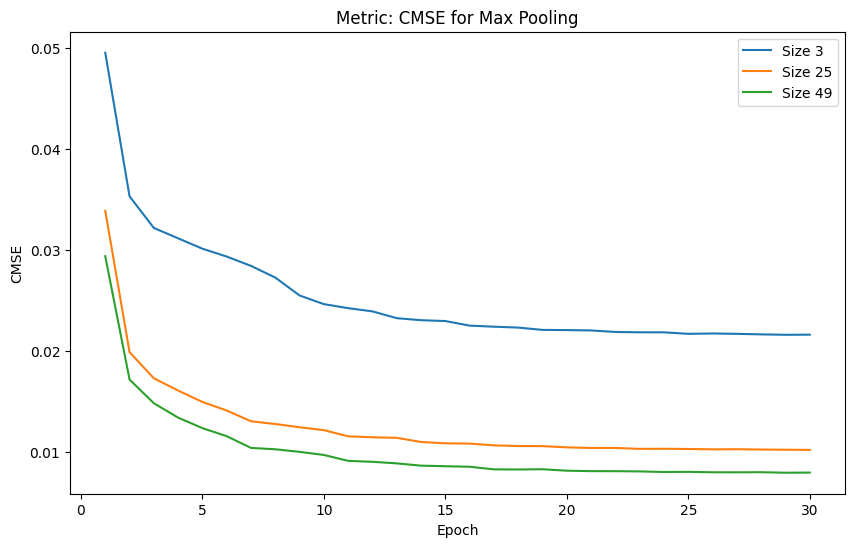 Metric: CMSE for Max Pooling
0.05
0.04
0.03
0.02
0.01
CMSE
Size 3
Size 25
Size 49
0 5 10 15 20 25 30
Epoch